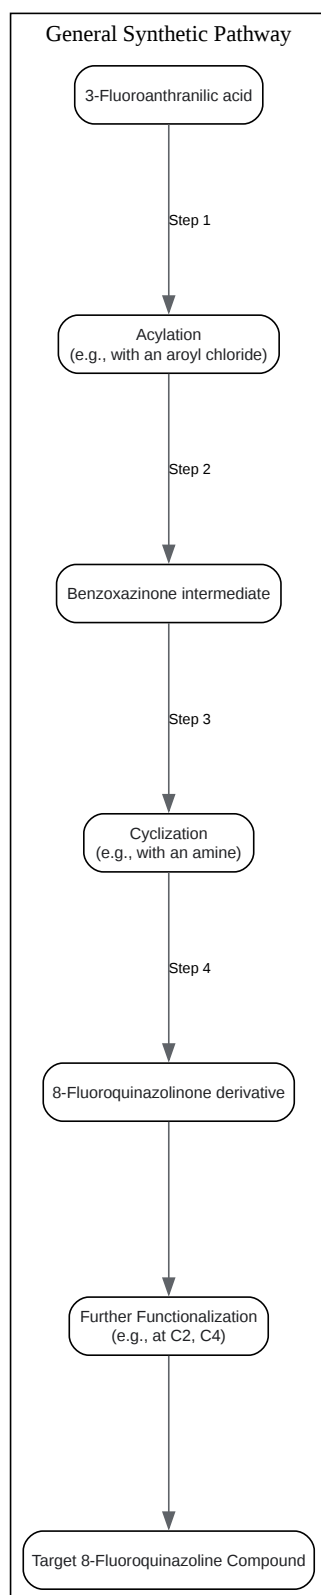 General Synthetic Pathway
3-Fluoroanthranilic acid
Step 1
Acylation
(e.g., with an aroyl chloride)
Step 2
Benzoxazinone intermediate
Step 3
Cyclization
(e.g., with an amine)
Step 4
8-Fluoroquinazolinone derivative
Further Functionalization
(e.g., at C2, C4)
Target 8-Fluoroquinazoline Compound